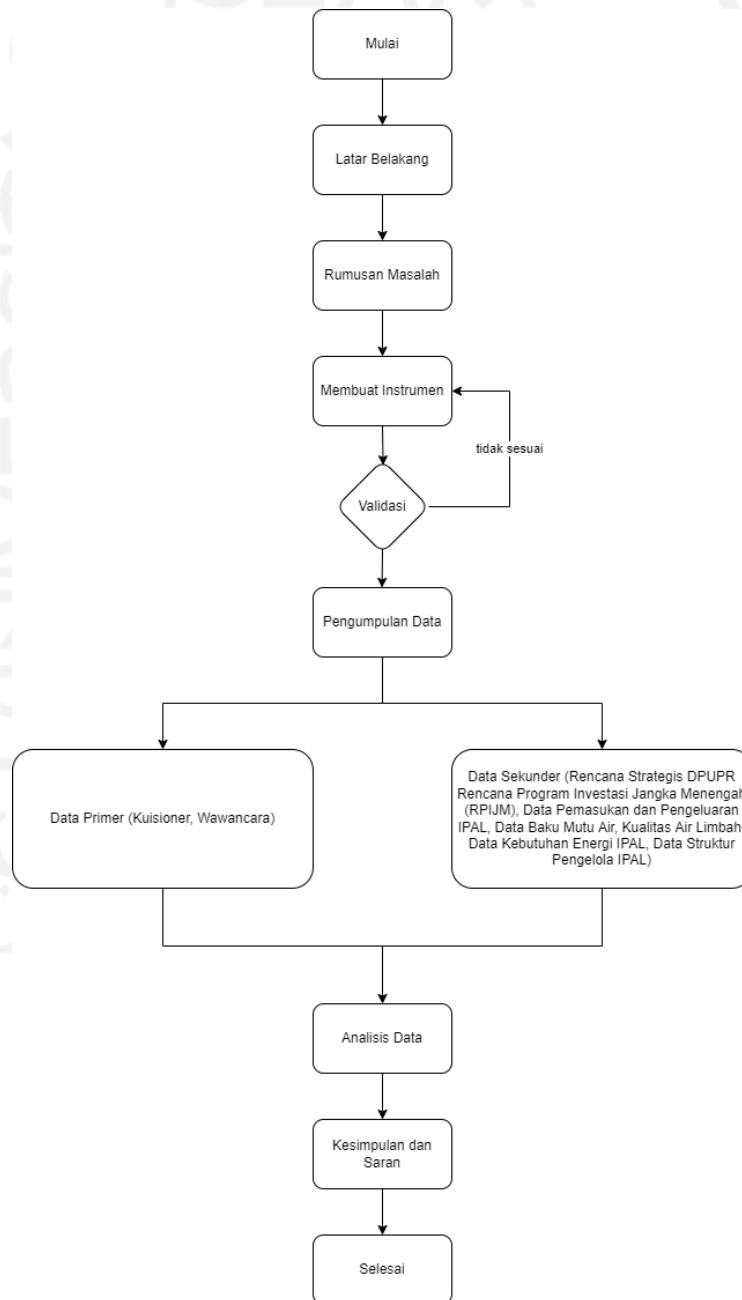 Mulai
Latar Belakang
Rumusan Masalah
Membuat Instrumen
tidak sesuai
Validasi
Pengumpulan Data
Data Primer (Kuisioner, Wawancara)
Data Sekunder (Rencana Strategis DPUPR
Rencana Program Investasi Jangka Menengah
(RPIJM), Data Pemasukan dan Pengeluaran
IPAL, Data Baku Mutu Air, Kualitas Air Limbah
Data Kebutuhan Energi IPAL, Data Struktur
Pengelola IPAL)
Analisis Data
Kesimpulan dan
Saran
Selesai